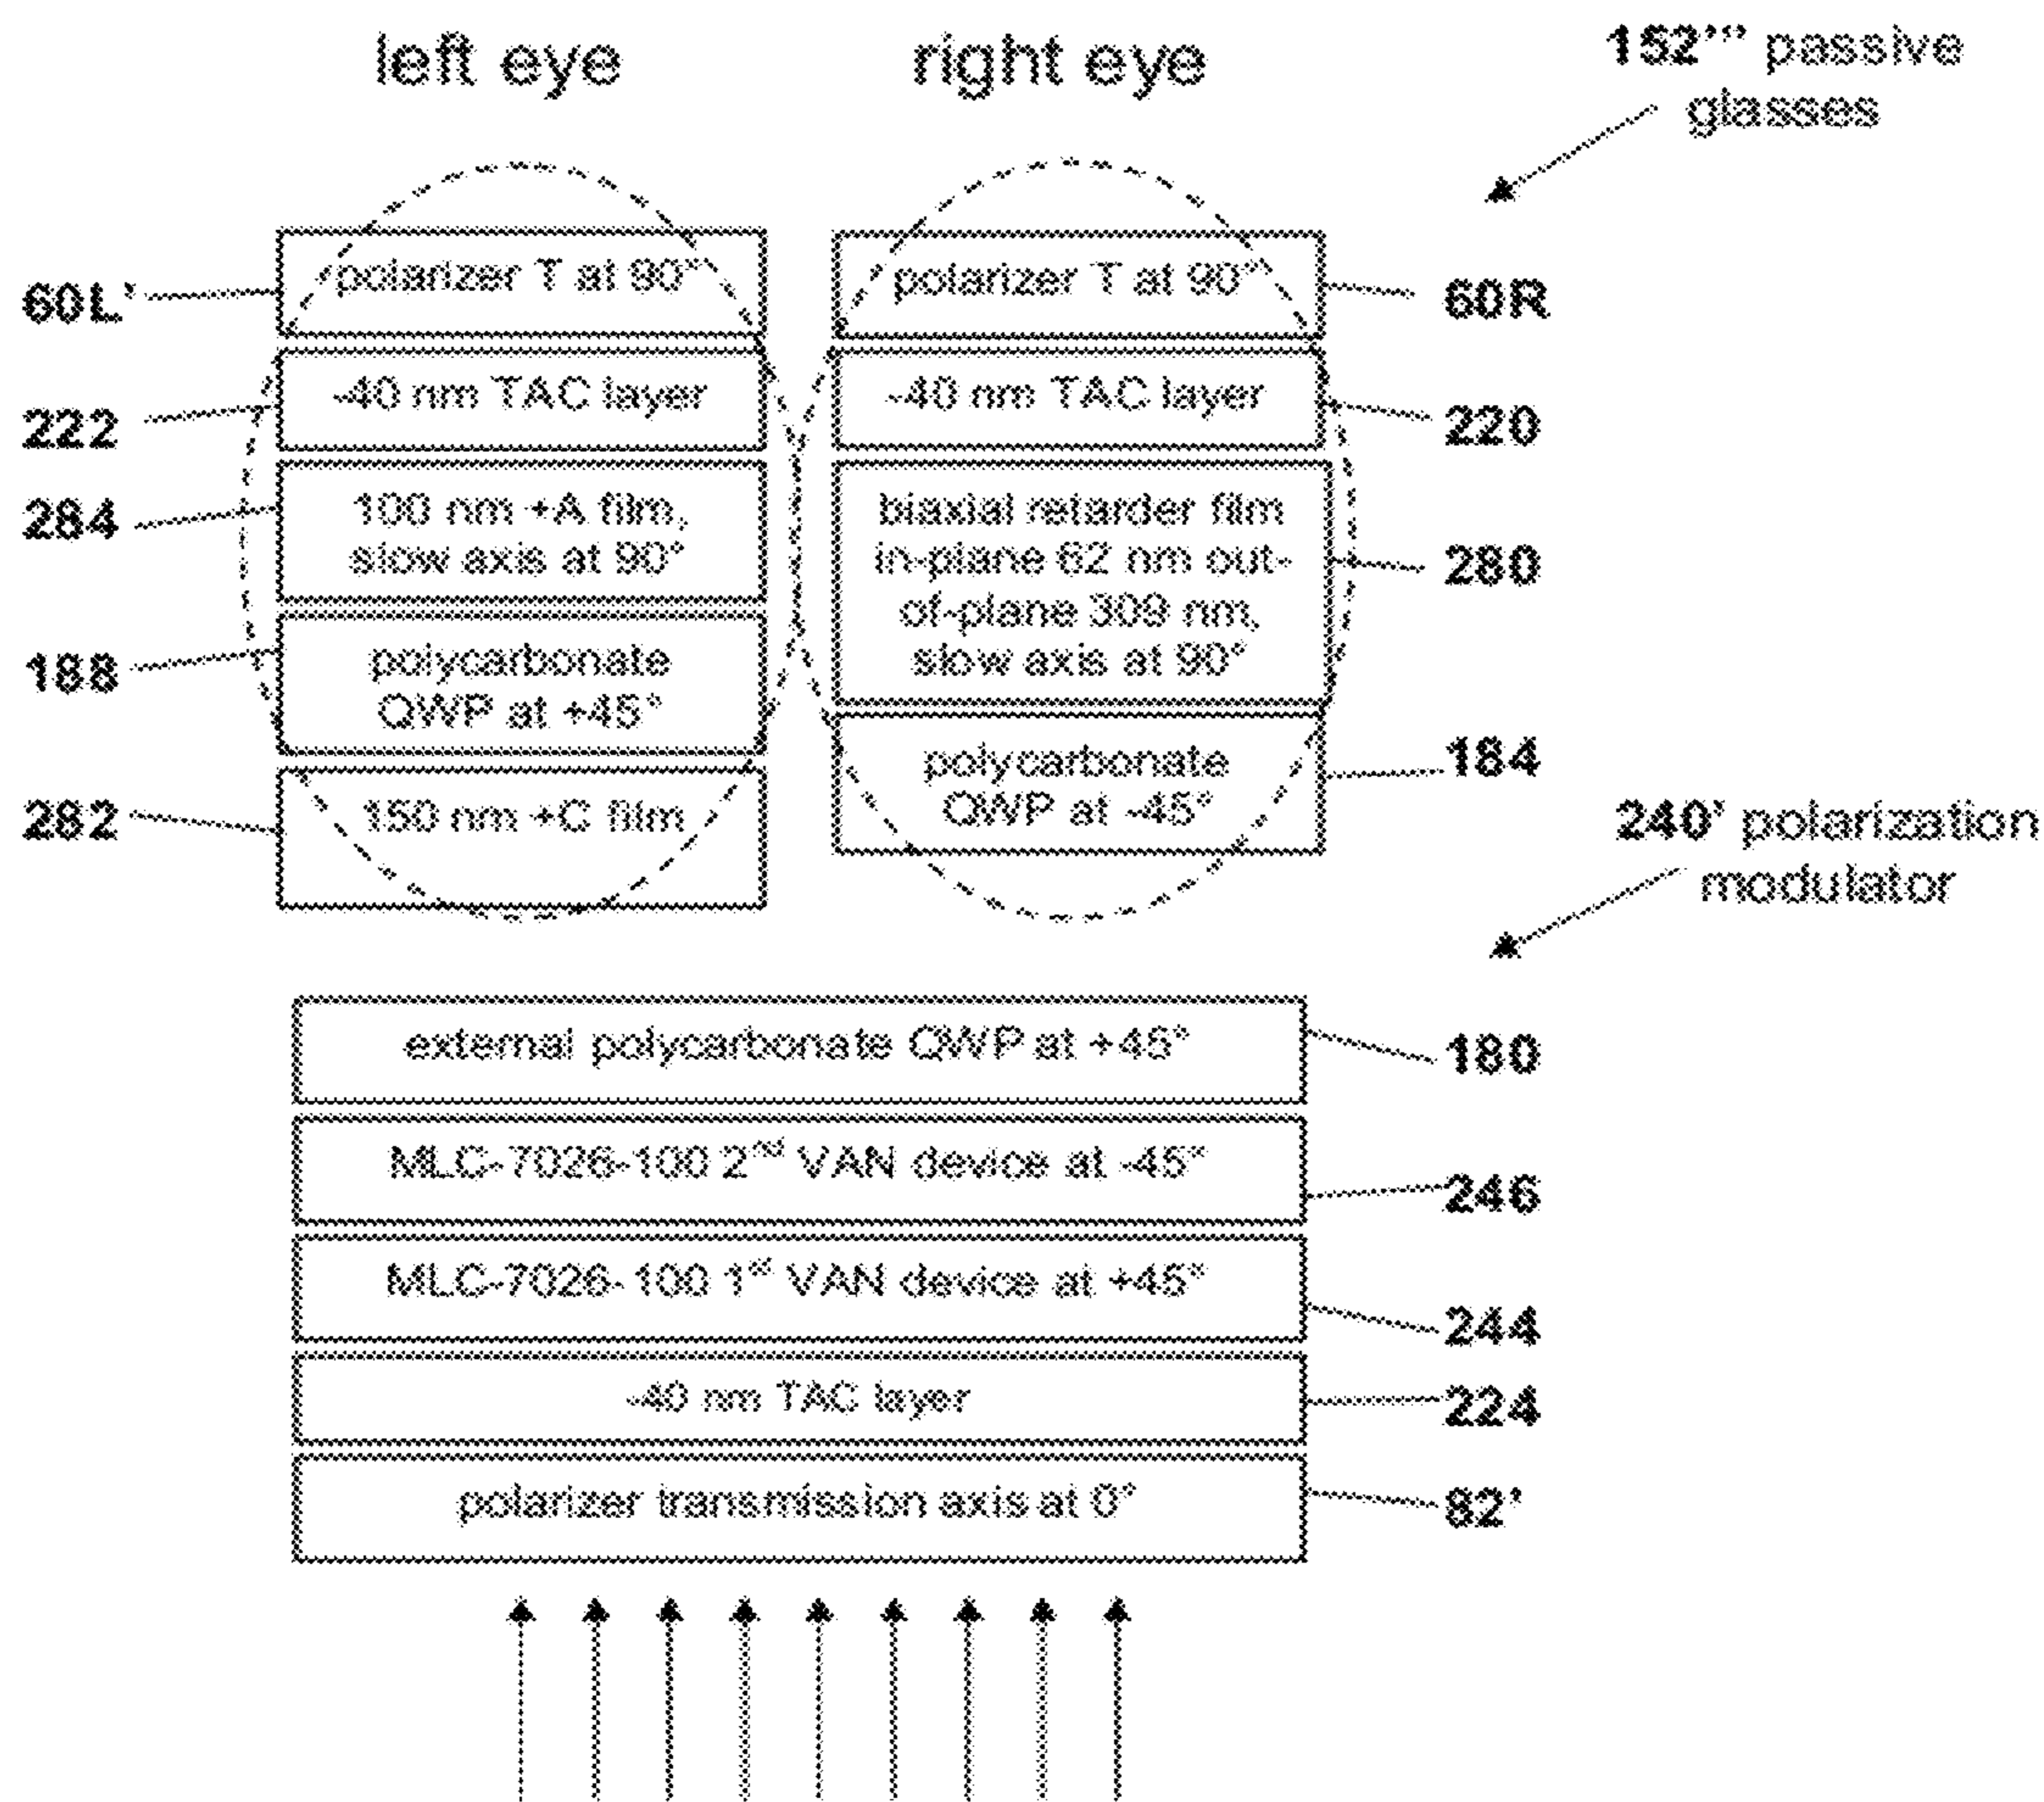 left eye
right eye
152''' passive
glasses
60L'
polarizer T at 90°
polarizer T at 90°
60R
222
-40 nm TAC layer
-40 nm TAC layer
220
284
100 nm +A film,
slow axis at 90°
biaxial retarder film
in-plane 62 nm out-
of-plane 309 nm,
slow axis at 90°
280
188
polycarbonate
QWP at +45°
polycarbonate
QWP at -45°
184
282
150 nm +C film
240' polarization
modulator
external polycarbonate QWP at +45°
180
MLC-7026-100 2nd VAN device at -45°
246
MLC-7026-100 1st VAN device at +45°
244
-40 nm TAC layer
224
polarizer transmission axis at 0°
82'